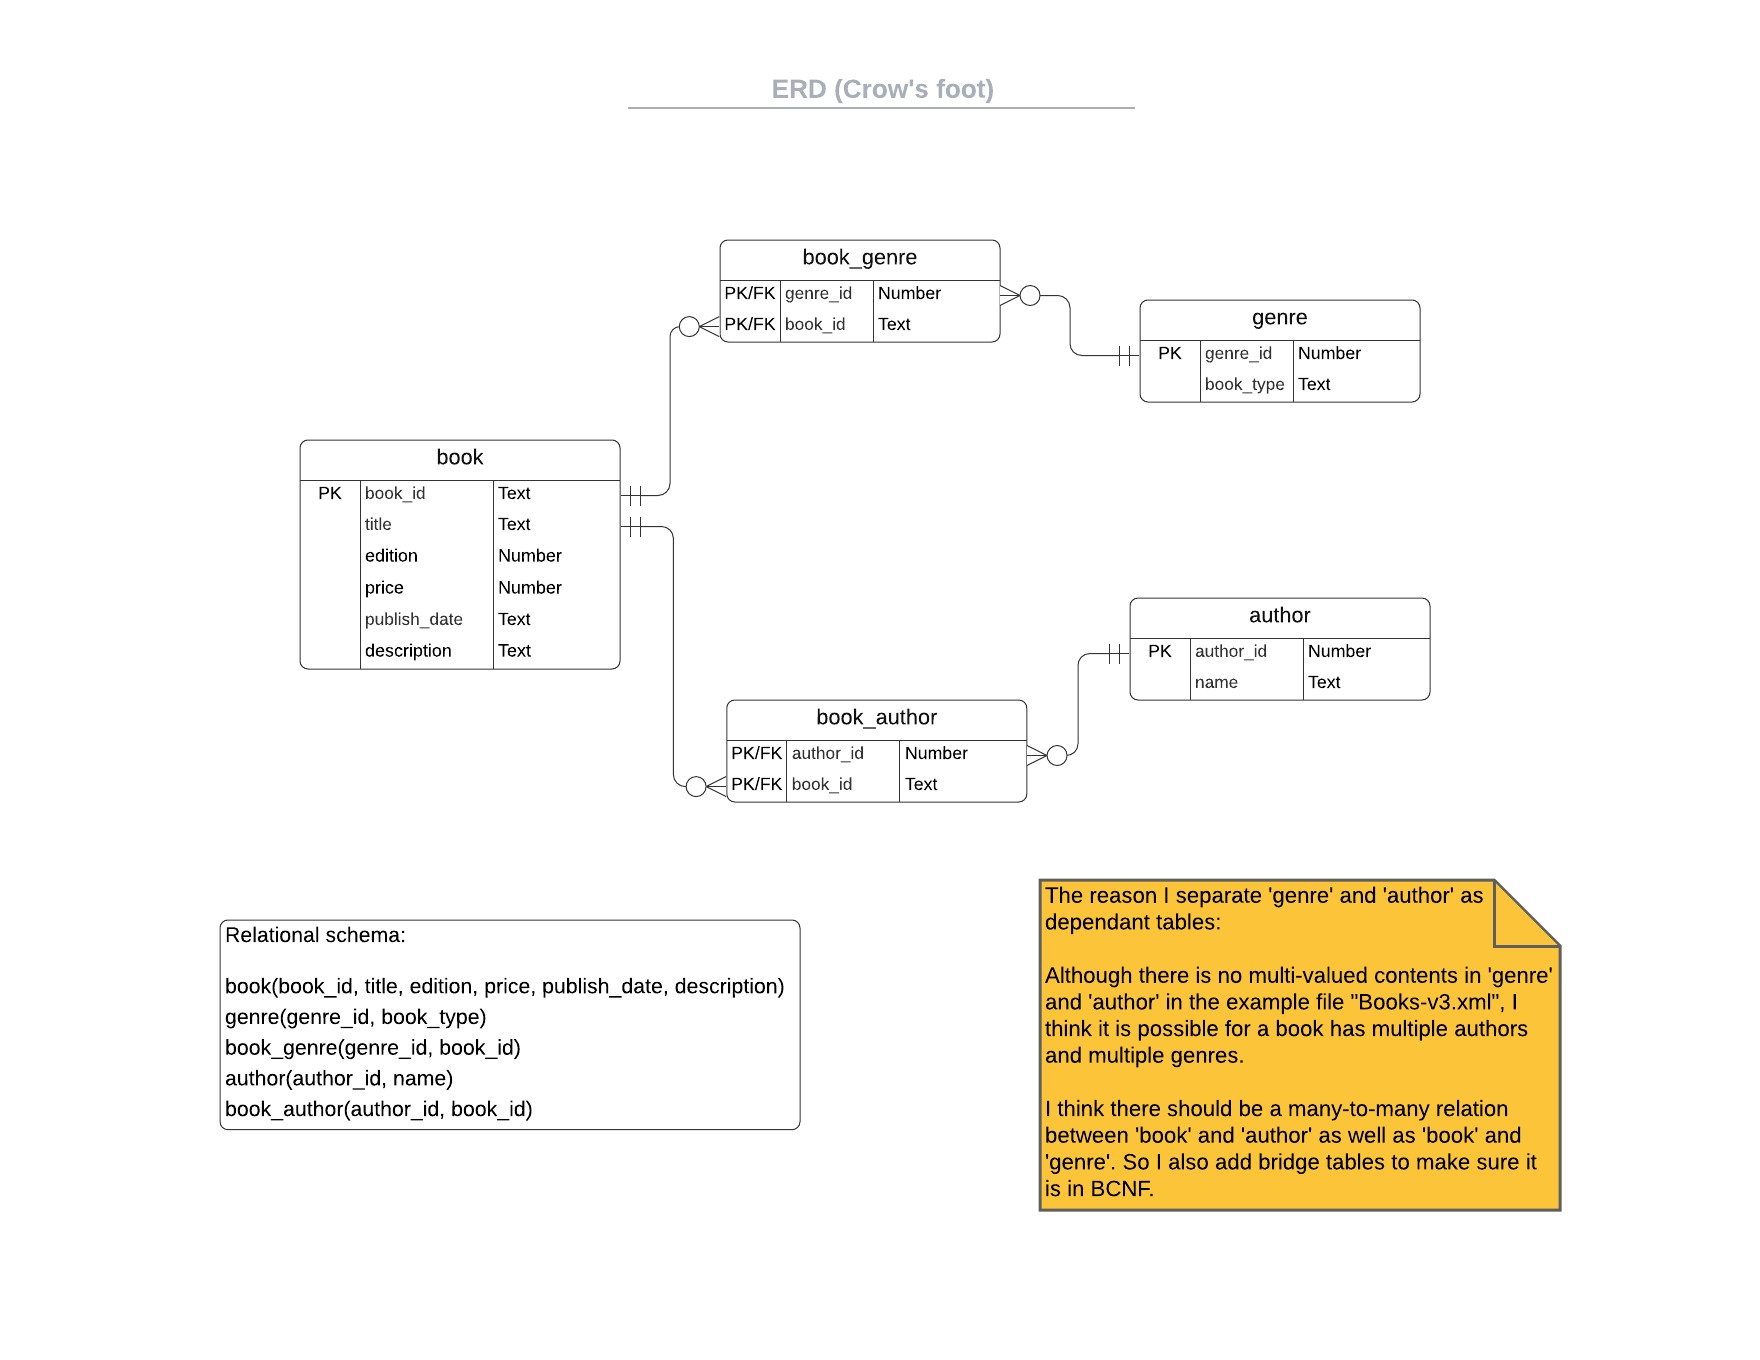 ERD (Crow's foot)
book_genre
PK/FK genre_id Number
PK/FK book_id Text
genre
PK genre_id Number
book_type Text
book
PK book_id Text
title Text
edition Number
price Number
publish_date Text
description Text
author
PK author_id Number
name Text
book_author
PK/FK author_id Number
PK/FK book_id Text
Relational schema:
book(book_id, title, edition, price, publish_date, description)
genre(genre_id, book_type)
book_genre(genre_id, book_id)
author(author_id, name)
book_author(author_id, book_id)
The reason I separate 'genre' and 'author' as
dependant tables:
Although there is no multi-valued contents in 'genre'
and 'author' in the example file "Books-v3.xml", I
think it is possible for a book has multiple authors
and multiple genres.
I think there should be a many-to-many relation
between 'book' and 'author' as well as 'book' and
'genre'. So I also add bridge tables to make sure it
is in BCNF.